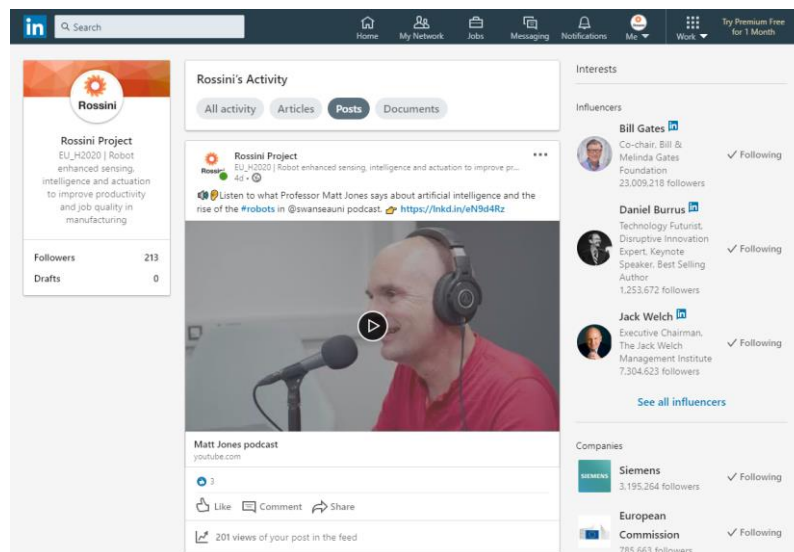 in Search
Home
My Network
Jobs
Messaging
Notifications
Me
Work
Try Premium Free
for 1 Month
Rossini
Rossini Project
EU_H2020 | Robot
enhanced sensing,
intelligence and actuation
to improve productivity
and job quality in
manufacturing
Followers 213
Drafts 0
Rossini's Activity
All activity Articles Posts Documents
Rossini Project
EU_H2020 | Robot enhanced sensing, intelligence and actuation to improve pr...
4d •
Listen to what Professor Matt Jones says about artificial intelligence and the
rise of the #robots in @swanseauni podcast. https://lnkd.in/eN9d4Rz
Matt Jones podcast
youtube.com
3
Like Comment Share
201 views of your post in the feed
Interests
Influencers
Bill Gates in
Co-chair, Bill &
Melinda Gates
Foundation
23.009,218 followers
Following
Daniel Burrus in
Technology Futurist,
Disruptive Innovation
Expert, Keynote
Speaker, Best Selling
Author
1,253,672 followers
Following
Jack Welch in
Executive Chairman,
The Jack Welch
Management Institute
7,304,623 followers
Following
See all influencers
Companies
SIEMENS
Siemens
3,195,264 followers
Following
European
Commission
785,663 followers
Following